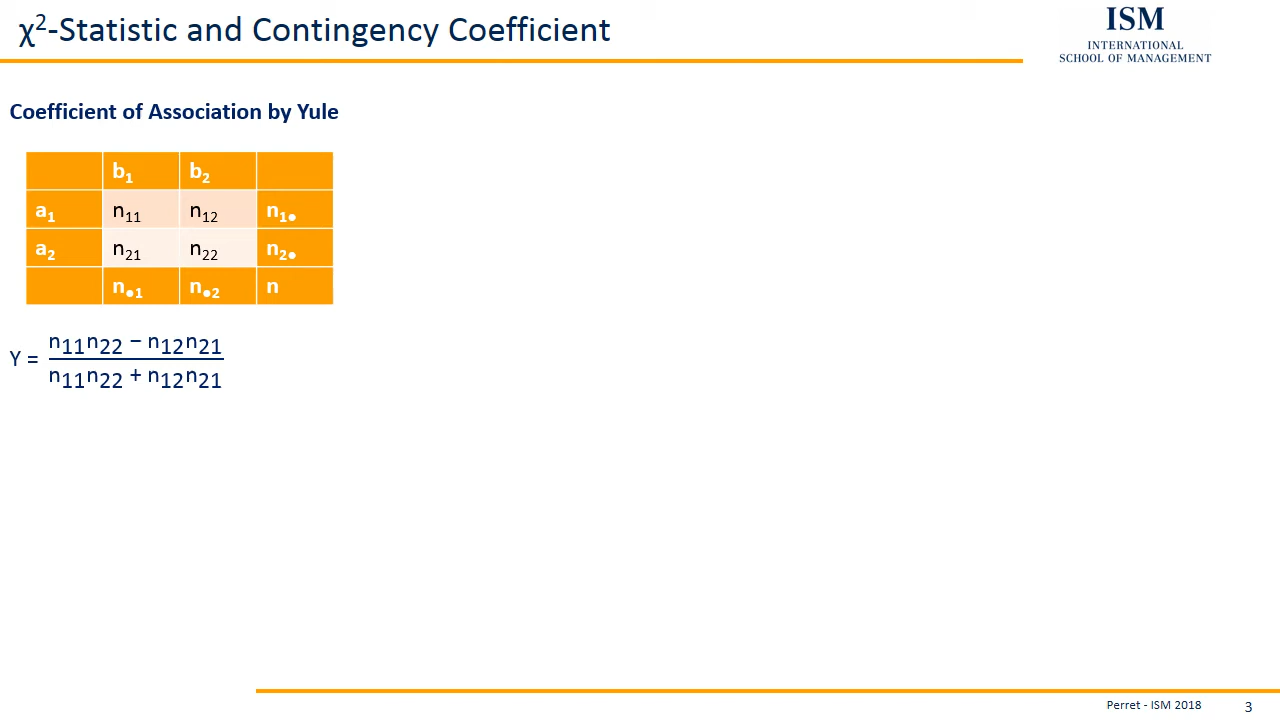 χ²-Statistic and Contingency Coefficient
ISM
INTERNATIONAL
SCHOOL OF MANAGEMENT
Coefficient of Association by Yule
b₁ b₂
a₁ n₁₁ n₁₂ n₁●
a₂ n₂₁ n₂₂ n₂●
n●₁ n●₂ n
n₁₁n₂₂ − n₁₂n₂₁
Y =
n₁₁n₂₂ + n₁₂n₂₁
Perret - ISM 2018 3